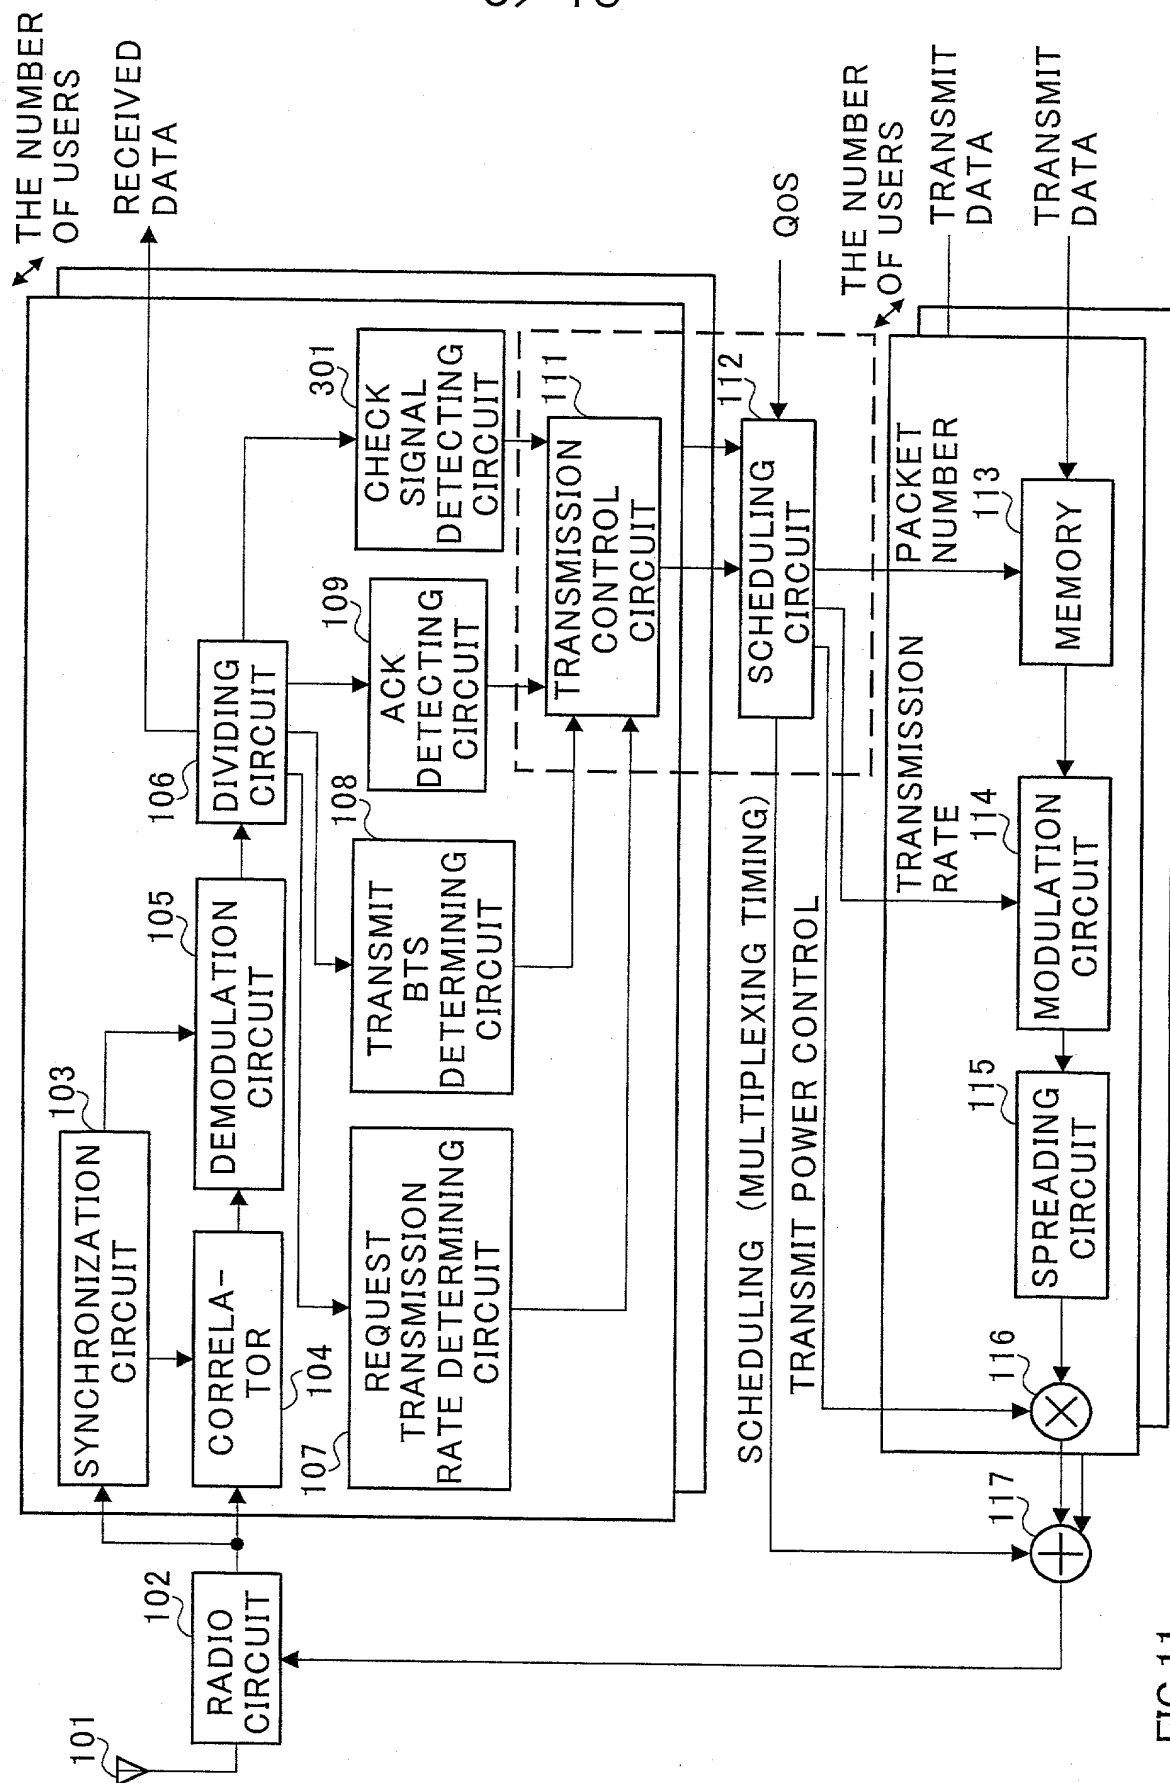 THE NUMBER
OF USERS
RECEIVED
DATA
103
SYNCHRONIZATION
CIRCUIT
CORRELA-
TOR
104
105
DEMODULATION
CIRCUIT
106
DIVIDING
CIRCUIT
101
102
RADIO
CIRCUIT
107
REQUEST
TRANSMISSION
RATE DETERMINING
CIRCUIT
108
TRANSMIT
BTS
DETERMINING
CIRCUIT
109
ACK
DETECTING
CIRCUIT
301
CHECK
SIGNAL
DETECTING
CIRCUIT
111
TRANSMISSION
CONTROL
CIRCUIT
112
SCHEDULING
CIRCUIT
QOS
THE NUMBER
OF USERS
SCHEDULING (MULTIPLEXING TIMING)
TRANSMIT POWER CONTROL
TRANSMISSION
RATE
PACKET
NUMBER
TRANSMIT
DATA
TRANSMIT
DATA
113
MEMORY
114
MODULATION
CIRCUIT
115
SPREADING
CIRCUIT
116
117